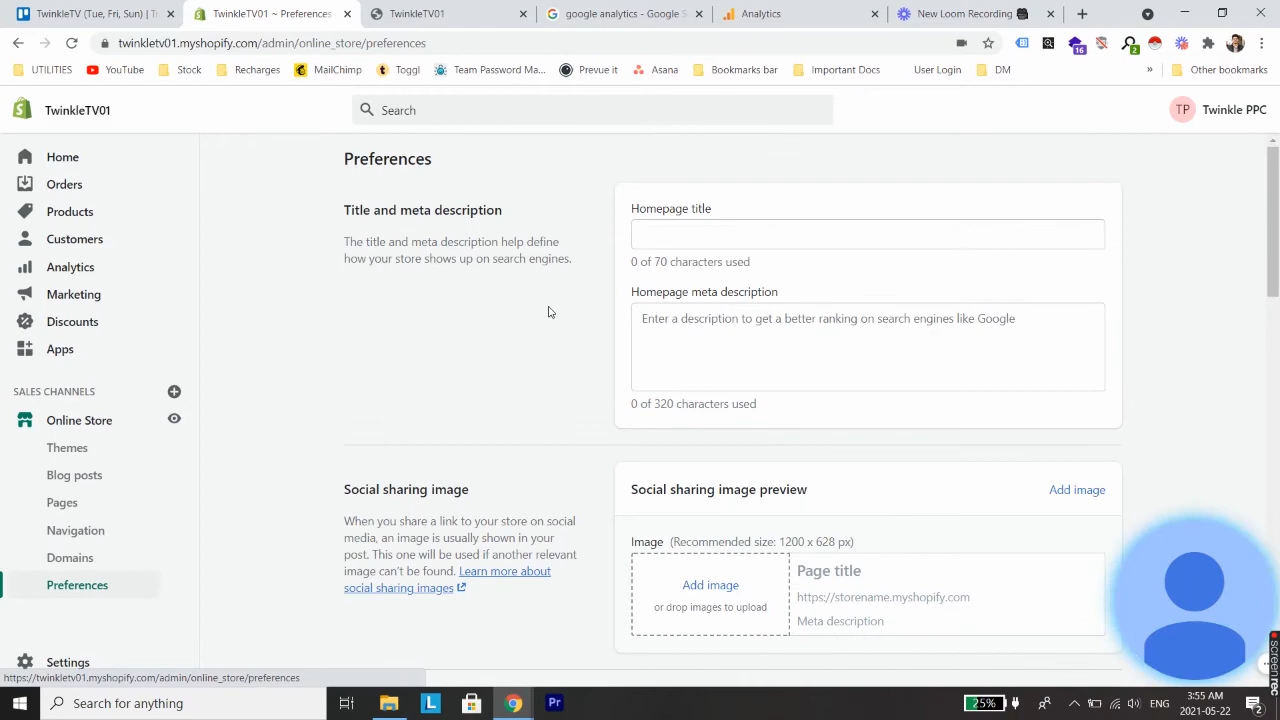 TwinkleTV (Tue, Fri, Sun) | Tr
TwinkleTV01 ~ Preferences
TwinkleTV01
google analytics - Google S
Analytics
New Loom Recording
twinkletv01.myshopify.com/admin/online_store/preferences
16
2
UTILITIES
YouTube
Stock
Recharges
MailChimp
Toggl
Team Password Ma...
Prevue it
Asana
Bookmarks bar
Important Docs
User Login
DM
»
Other bookmarks
TwinkleTV01
Search
TP
Twinkle PPC
Home
Orders
Products
Customers
Analytics
Marketing
Discounts
Apps
SALES CHANNELS
Online Store
Themes
Blog posts
Pages
Navigation
Domains
Preferences
Settings
Preferences
Title and meta description
The title and meta description help define
how your store shows up on search engines.
Homepage title
0 of 70 characters used
Homepage meta description
Enter a description to get a better ranking on search engines like Google
0 of 320 characters used
Social sharing image
When you share a link to your store on social
media, an image is usually shown in your
post. This one will be used if another relevant
image can't be found. Learn more about
social sharing images
Social sharing image preview
Add image
Image (Recommended size: 1200 x 628 px)
Add image
or drop images to upload
Page title
https://storename.myshopify.com
Meta description
https://twinkletv01.myshopify.com/admin/online_store/preferences
screenrec
Search for anything
L
Pr
25%
ENG
3:55 AM
2021-05-22
2